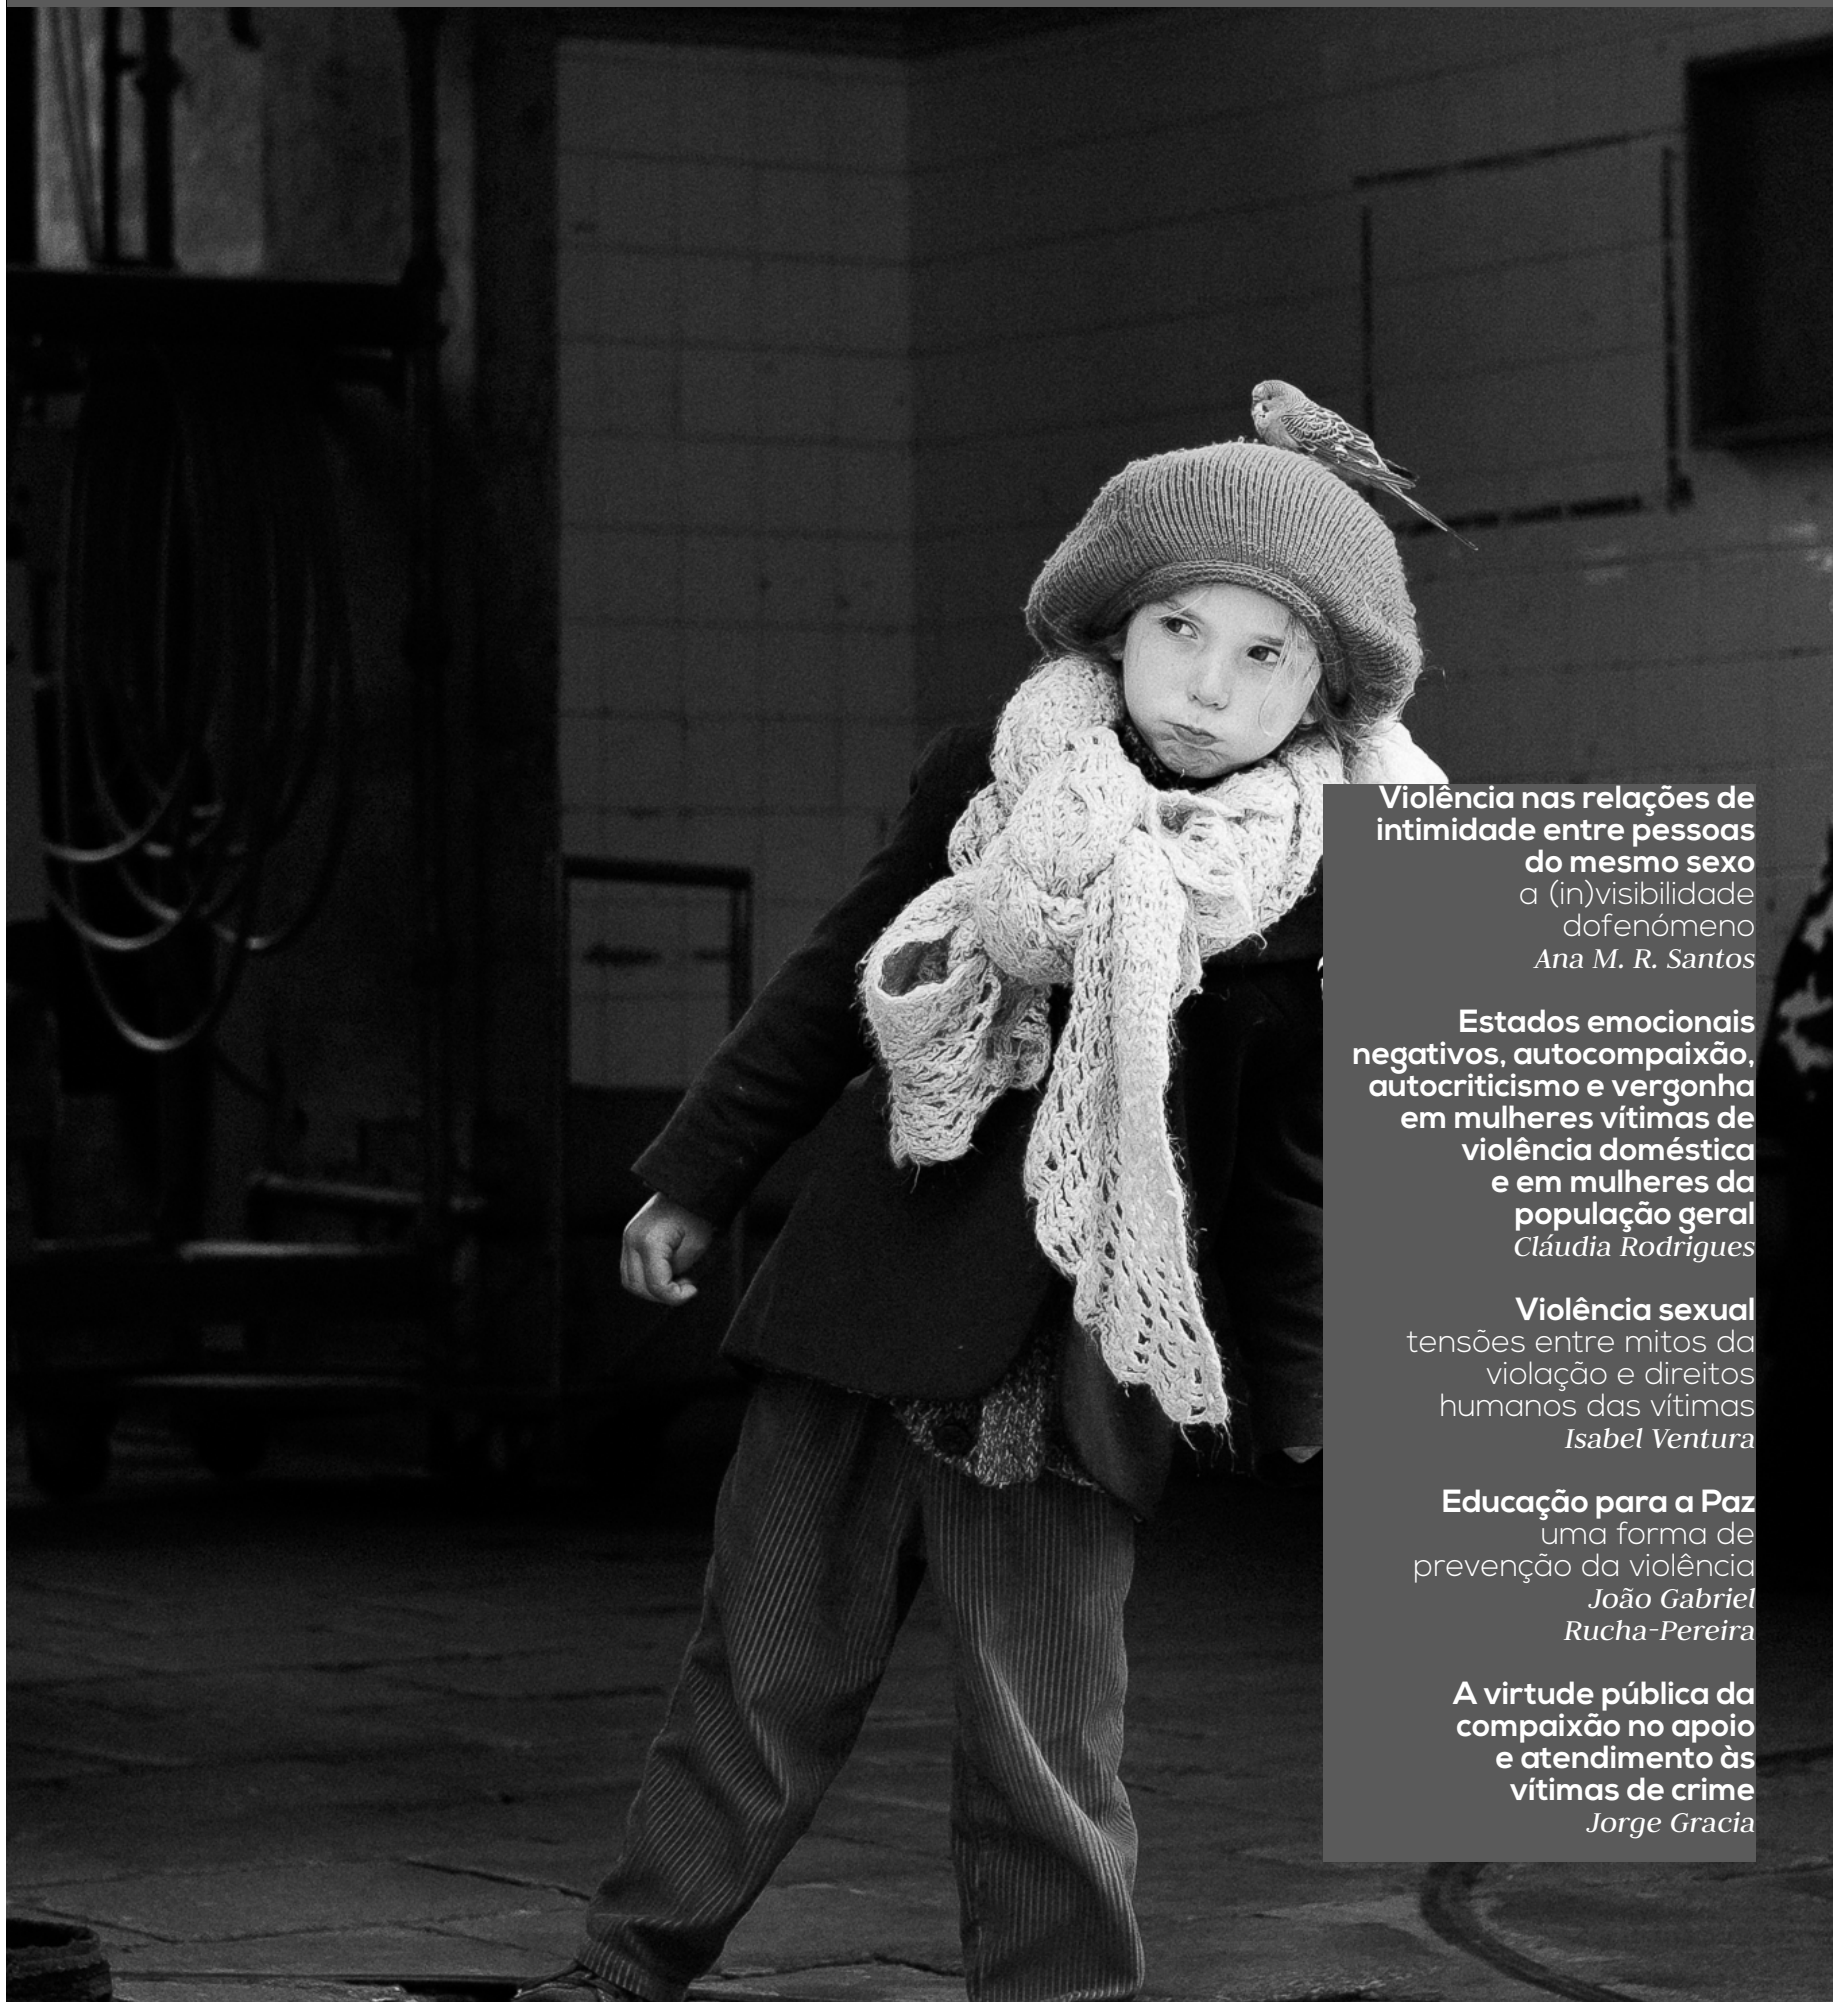 Violência nas relações de
intimidade entre pessoas
do mesmo sexo
a (in)visibilidade
dofenómeno
Ana M. R. Santos
Estados emocionais
negativos, autocompaixão,
autocriticismo e vergonha
em mulheres vítimas de
violência doméstica
e em mulheres da
população geral
Cláudia Rodrigues
Violência sexual
tensões entre mitos da
violação e direitos
humanos das vítimas
Isabel Ventura
Educação para a Paz
uma forma de
prevenção da violência
João Gabriel
Rucha-Pereira
A virtude pública da
compaixão no apoio
e atendimento às
vítimas de crime
Jorge Gracia